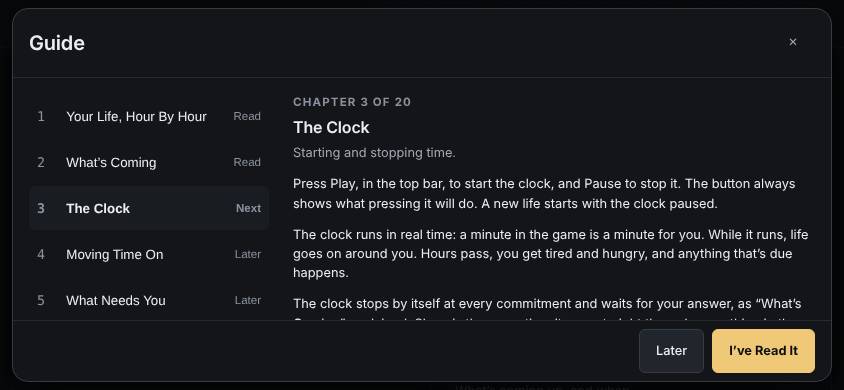 Guide
×
1 Your Life, Hour By Hour Read
2 What's Coming Read
3 The Clock Next
4 Moving Time On Later
5 What Needs You Later
CHAPTER 3 OF 20
The Clock
Starting and stopping time.
Press Play, in the top bar, to start the clock, and Pause to stop it. The button always
shows what pressing it will do. A new life starts with the clock paused.
The clock runs in real time: a minute in the game is a minute for you. While it runs, life
goes on around you. Hours pass, you get tired and hungry, and anything that's due
happens.
The clock stops by itself at every commitment and waits for your answer, as “What's
Later
I've Read It